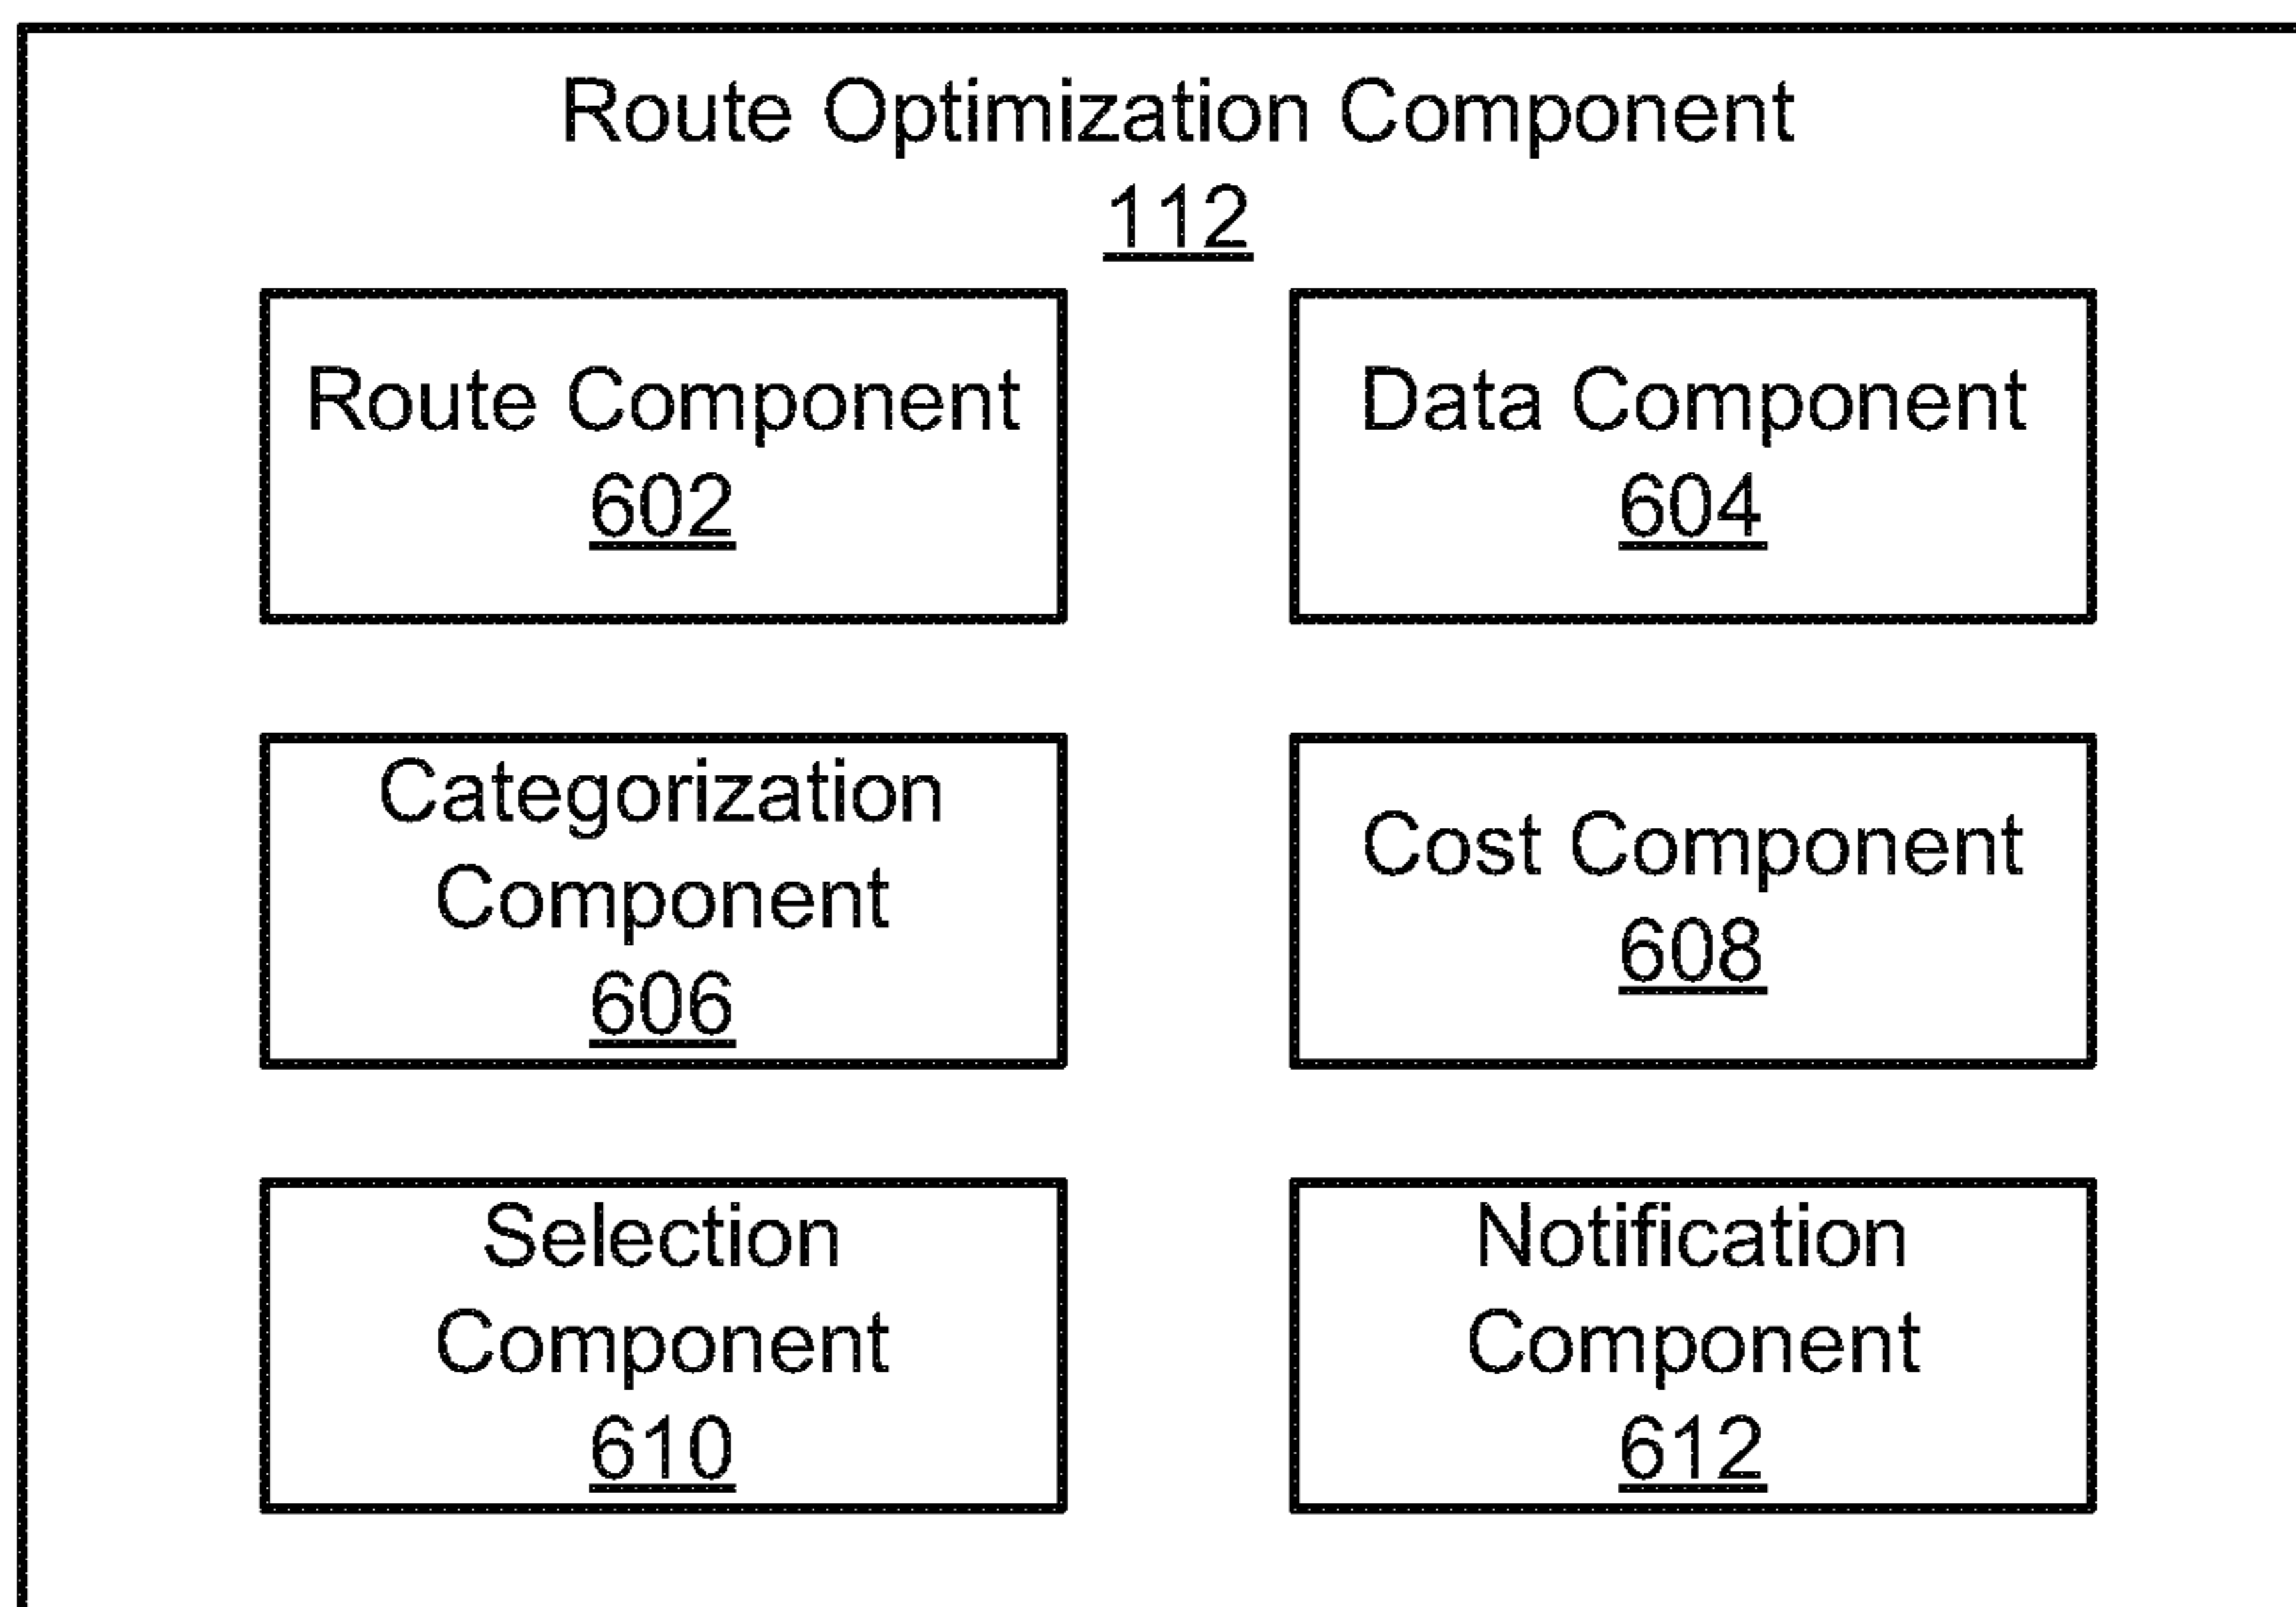 Route Optimization Component
112
Route Component
602
Data Component
604
Categorization
Component
606
Cost Component
608
Selection
Component
610
Notification
Component
612